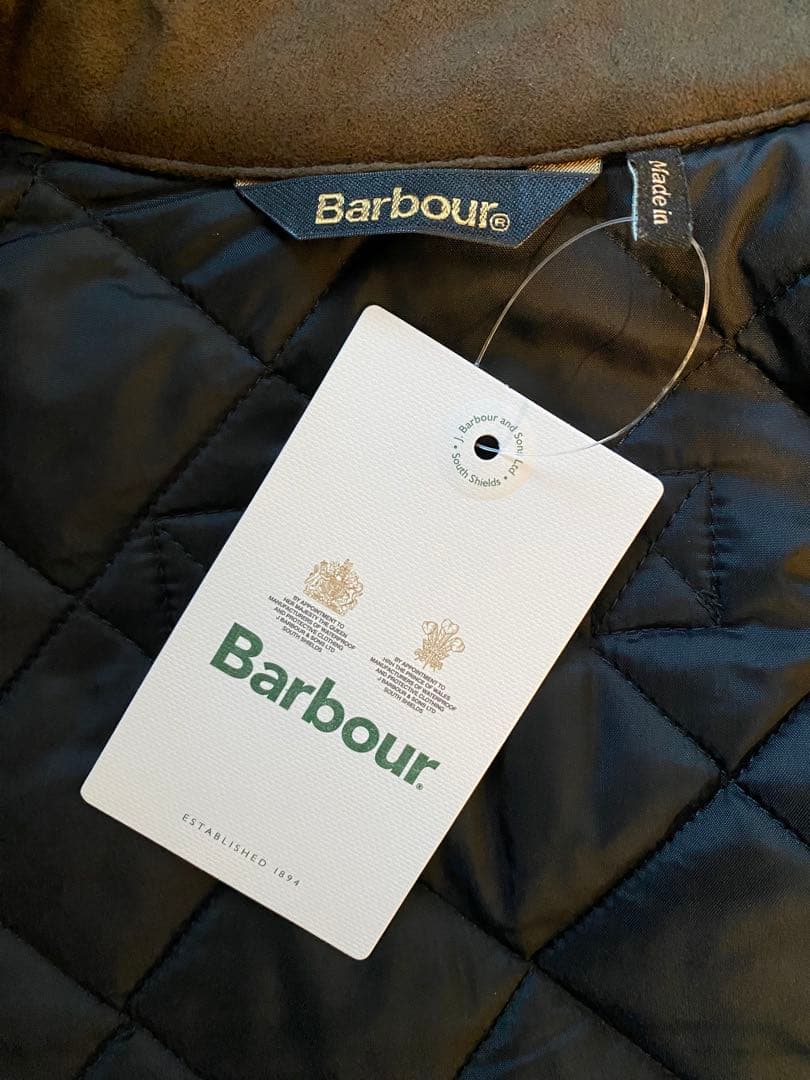 Barbour®
Made in
• J. Barbour and Sons Ltd •
South Shields
BY APPOINTMENT TO
HER MAJESTY THE QUEEN
MANUFACTURERS OF WATERPROOF
AND PROTECTIVE CLOTHING
J BARBOUR & SONS LTD
SOUTH SHIELDS
BY APPOINTMENT TO
HRH THE PRINCE OF WALES
MANUFACTURERS OF WATERPROOF
AND PROTECTIVE CLOTHING
J BARBOUR & SONS LTD
SOUTH SHIELDS
Barbour®
ESTABLISHED 1894